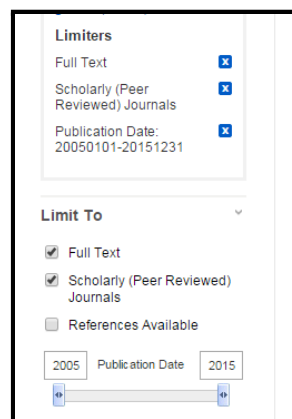 Limiters
Full Text
x
Scholarly (Peer
x
Reviewed) Journals
Publication Date:
x
20050101-20151231
Limit To
Full Text
Scholarly (Peer Reviewed)
Journals
References Available
2005 Publication Date 2015